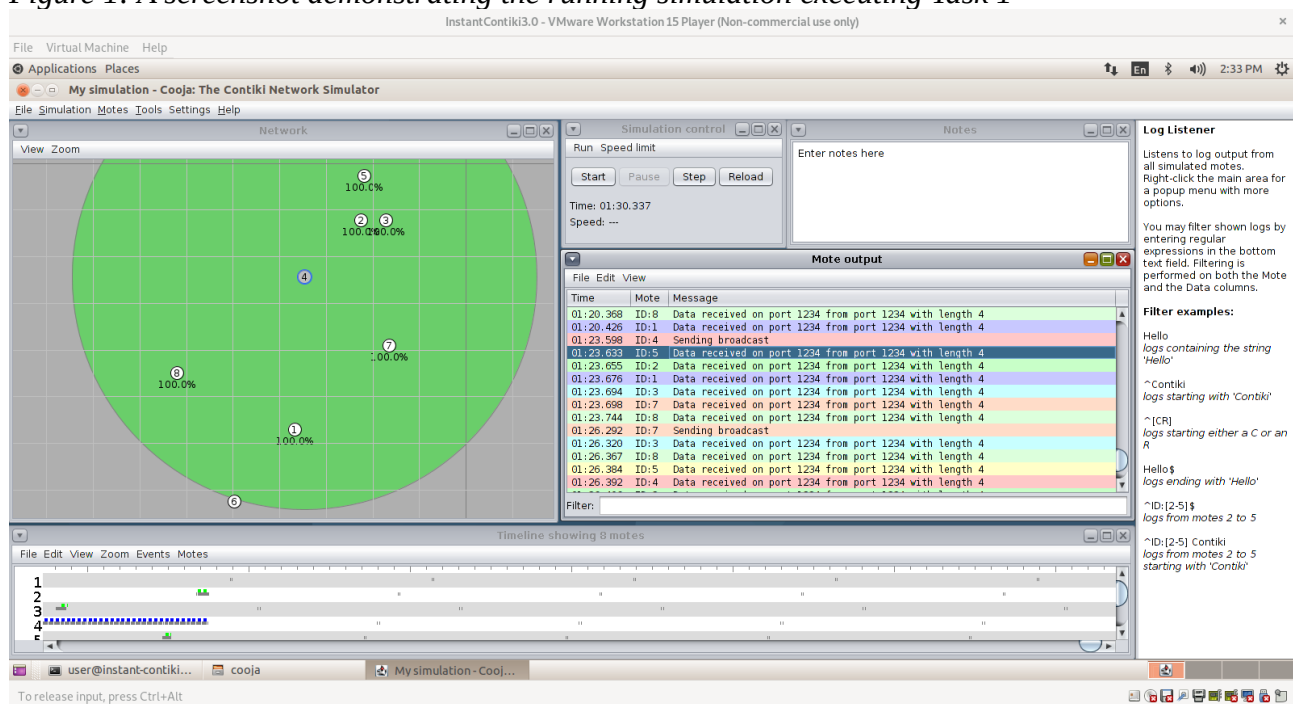 Figure 1: A screenshot demonstrating the running simulation executing Task 1
InstantContiki3.0 - VMware Workstation 15 Player (Non-commercial use only)
File Virtual Machine Help
Applications Places
En
2:33 PM
My simulation - Cooja: The Contiki Network Simulator
File Simulation Motes Tools Settings Help
Network
View Zoom
5
100.0%
2 3
100.0%
4
7
100.0%
8
100.0%
1
100.0%
6
Simulation control
Run Speed limit
Start Pause Step Reload
Time: 01:30.337
Speed: ---
Notes
Enter notes here
Mote output
File Edit View
Time Mote Message
01:20.368 ID:8 Data received on port 1234 from port 1234 with length 4
01:20.426 ID:1 Data received on port 1234 from port 1234 with length 4
01:23.598 ID:4 Sending broadcast
01:23.633 ID:5 Data received on port 1234 from port 1234 with length 4
01:23.655 ID:2 Data received on port 1234 from port 1234 with length 4
01:23.676 ID:1 Data received on port 1234 from port 1234 with length 4
01:23.694 ID:3 Data received on port 1234 from port 1234 with length 4
01:23.698 ID:7 Data received on port 1234 from port 1234 with length 4
01:23.744 ID:8 Data received on port 1234 from port 1234 with length 4
01:26.292 ID:7 Sending broadcast
01:26.320 ID:3 Data received on port 1234 from port 1234 with length 4
01:26.367 ID:8 Data received on port 1234 from port 1234 with length 4
01:26.384 ID:5 Data received on port 1234 from port 1234 with length 4
01:26.392 ID:4 Data received on port 1234 from port 1234 with length 4
Filter:
Log Listener
Listens to log output from
all simulated motes.
Right-click the main area for
a popup menu with more
options.
You may filter shown logs by
entering regular
expressions in the bottom
text field. Filtering is
performed on both the Mote
and the Data columns.
Filter examples:
Hello
logs containing the string
'Hello'
^Contiki
logs starting with 'Contiki'
^[CR]
logs starting either a C or an
R
Hello$
logs ending with 'Hello'
^ID:[2-5]$
logs from motes 2 to 5
^ID:[2-5] Contiki
logs from motes 2 to 5
starting with 'Contiki'
Timeline showing 8 motes
File Edit View Zoom Events Motes
1
2
3
4
user@instant-contiki...
cooja
My simulation - Cooj...
To release input, press Ctrl+Alt